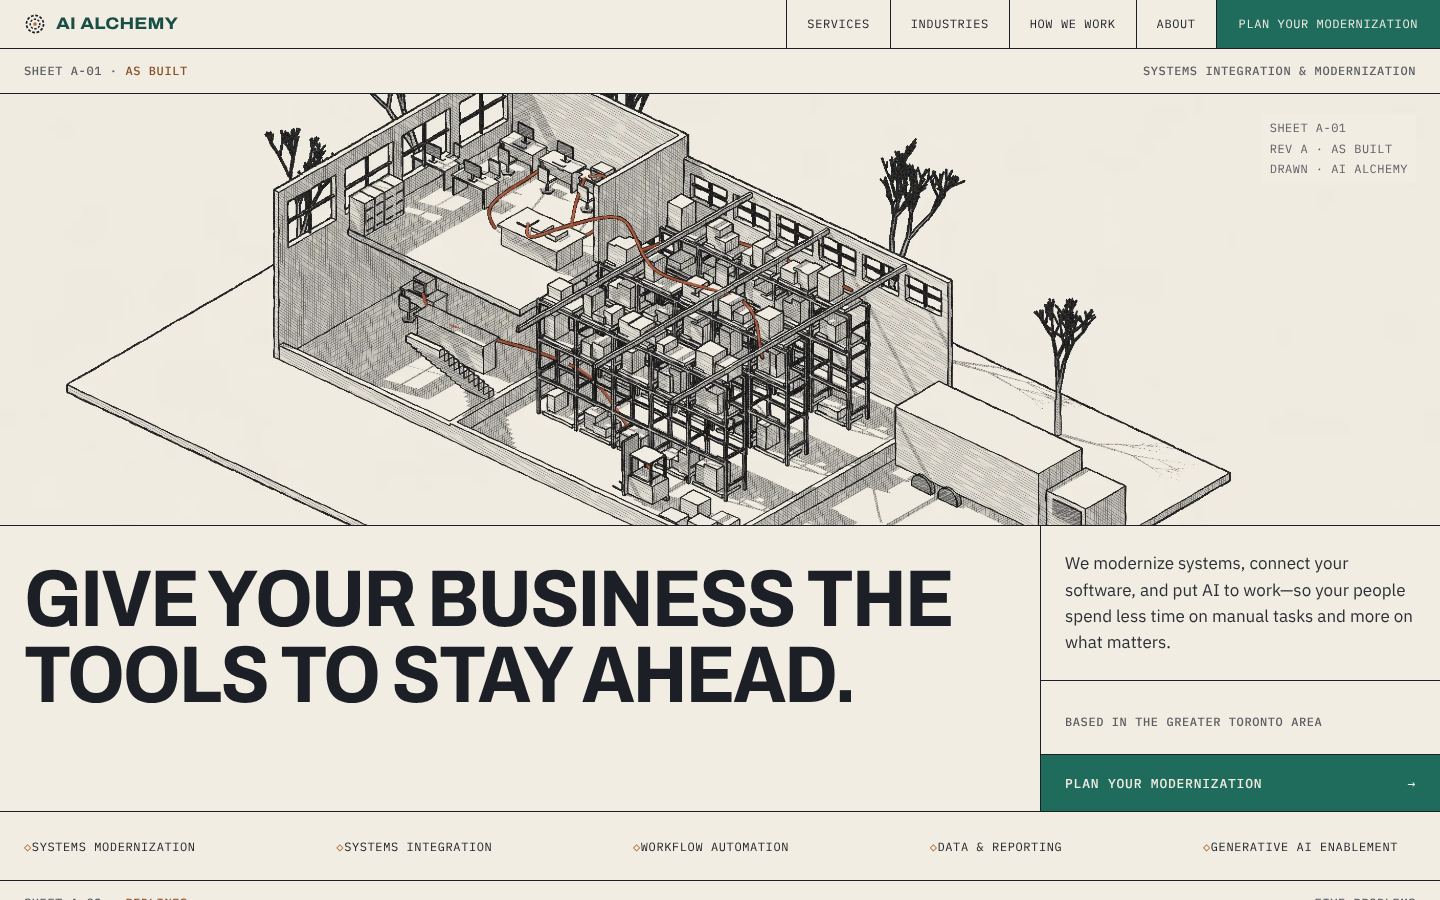 AI ALCHEMY
SERVICES
INDUSTRIES
HOW WE WORK
ABOUT
PLAN YOUR MODERNIZATION
SHEET A-01 · AS BUILT
SYSTEMS INTEGRATION & MODERNIZATION
SHEET A-01
REV A · AS BUILT
DRAWN · AI ALCHEMY
GIVE YOUR BUSINESS THE
TOOLS TO STAY AHEAD.
We modernize systems, connect your
software, and put AI to work—so your people
spend less time on manual tasks and more on
what matters.
BASED IN THE GREATER TORONTO AREA
PLAN YOUR MODERNIZATION →
◇SYSTEMS MODERNIZATION
◇SYSTEMS INTEGRATION
◇WORKFLOW AUTOMATION
◇DATA & REPORTING
◇GENERATIVE AI ENABLEMENT